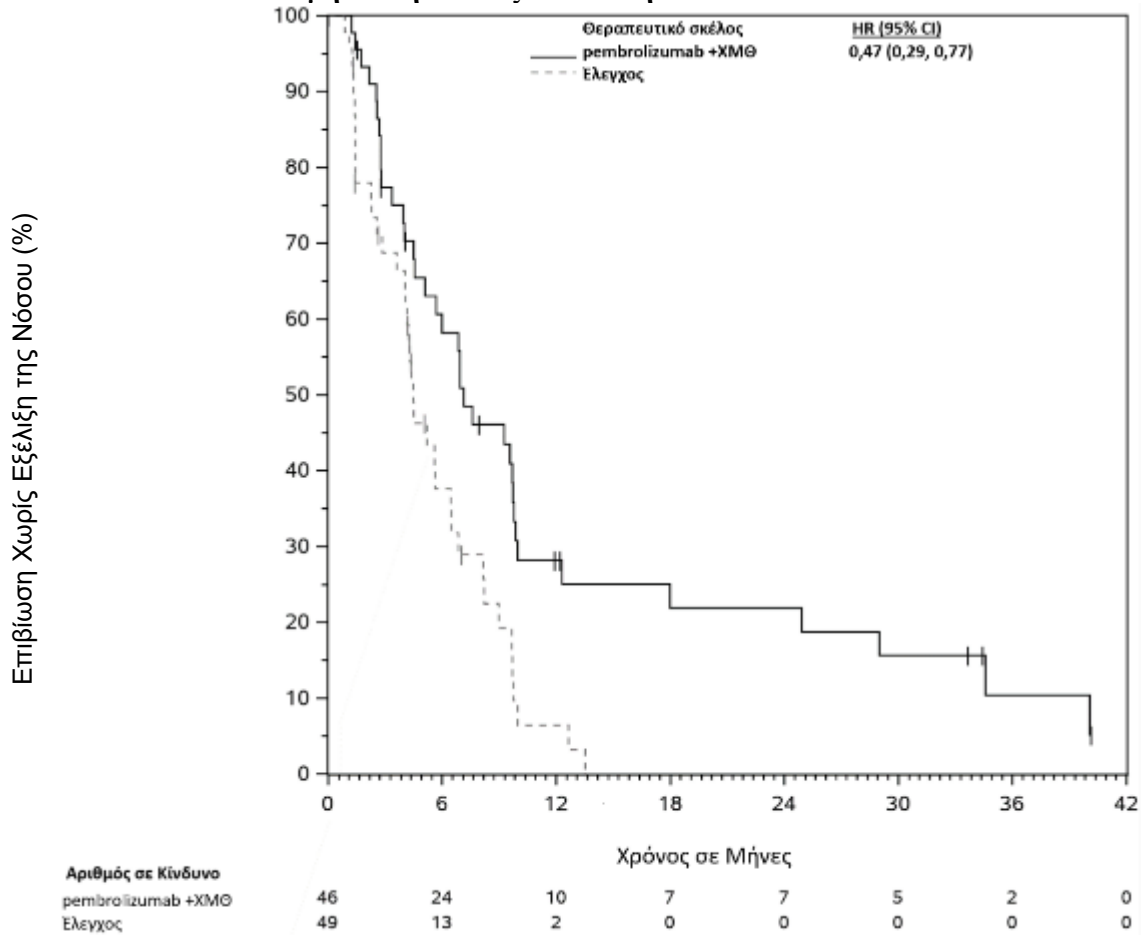 Θεραπευτικό σκέλος HR (95% CI)
pembrolizumab +ΧΜΘ 0,47 (0,29, 0,77)
Έλεγχος
Επιβίωση Χωρίς Εξέλιξη της Νόσου (%)
100
90
80
70
60
50
40
30
20
10
0
0 6 12 18 24 30 36 42
Χρόνος σε Μήνες
Αριθμός σε Κίνδυνο
pembrolizumab +ΧΜΘ 46 24 10 7 7 5 2 0
Έλεγχος 49 13 2 0 0 0 0 0